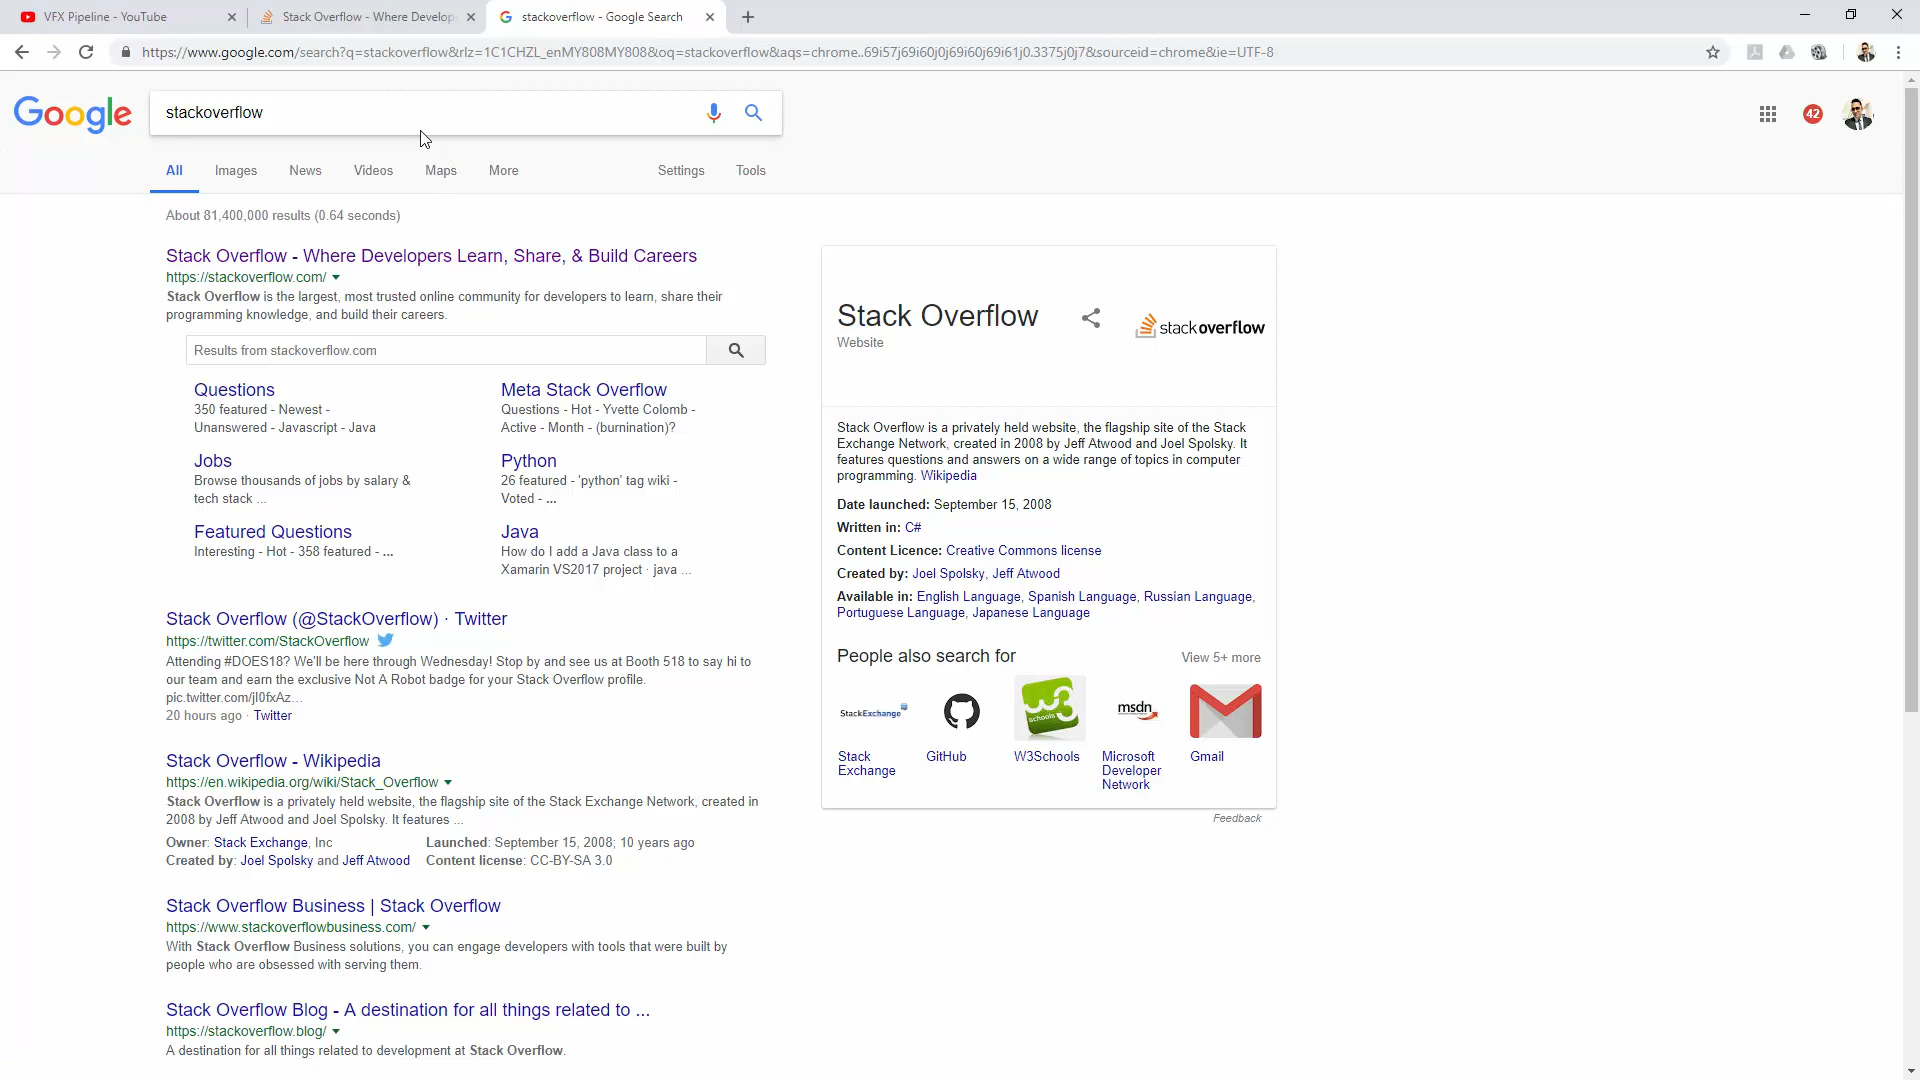 VFX Pipeline - YouTube
Stack Overflow - Where Develop
stackoverflow - Google Search
https://www.google.com/search?q=stackoverflow&rlz=1C1CHZL_enMY808MY808&oq=stackoverflow&aqs=chrome..69i57j69i60j0j69i60j69i61j0.3375j0j7&sourceid=chrome&ie=UTF-8
Google
stackoverflow
42
All Images News Videos Maps More Settings Tools
About 81,400,000 results (0.64 seconds)
Stack Overflow - Where Developers Learn, Share, & Build Careers
https://stackoverflow.com/
Stack Overflow is the largest, most trusted online community for developers to learn, share their
programming knowledge, and build their careers.
Results from stackoverflow.com
Questions
350 featured - Newest -
Unanswered - Javascript - Java
Meta Stack Overflow
Questions - Hot - Yvette Colomb -
Active - Month - (burnination)?
Jobs
Browse thousands of jobs by salary &
tech stack ...
Python
26 featured - 'python' tag wiki -
Voted - ...
Featured Questions
Interesting - Hot - 358 featured - ...
Java
How do I add a Java class to a
Xamarin VS2017 project · java ...
Stack Overflow (@StackOverflow) · Twitter
https://twitter.com/StackOverflow
Attending #DOES18? We'll be here through Wednesday! Stop by and see us at Booth 518 to say hi to
our team and earn the exclusive Not A Robot badge for your Stack Overflow profile.
pic.twitter.com/jI0fxAz...
20 hours ago · Twitter
Stack Overflow - Wikipedia
https://en.wikipedia.org/wiki/Stack_Overflow
Stack Overflow is a privately held website, the flagship site of the Stack Exchange Network, created in
2008 by Jeff Atwood and Joel Spolsky. It features ...
Owner: Stack Exchange, Inc
Launched: September 15, 2008; 10 years ago
Created by: Joel Spolsky and Jeff Atwood
Content license: CC-BY-SA 3.0
Stack Overflow Business | Stack Overflow
https://www.stackoverflowbusiness.com/
With Stack Overflow Business solutions, you can engage developers with tools that were built by
people who are obsessed with serving them.
Stack Overflow Blog - A destination for all things related to ...
https://stackoverflow.blog/
A destination for all things related to development at Stack Overflow.
Stack Overflow
Website
stackoverflow
Stack Overflow is a privately held website, the flagship site of the Stack
Exchange Network, created in 2008 by Jeff Atwood and Joel Spolsky. It
features questions and answers on a wide range of topics in computer
programming. Wikipedia
Date launched: September 15, 2008
Written in: C#
Content Licence: Creative Commons license
Created by: Joel Spolsky, Jeff Atwood
Available in: English Language, Spanish Language, Russian Language,
Portuguese Language, Japanese Language
People also search for
View 5+ more
StackExchange
w3
schools
msdn
Stack
Exchange
GitHub
W3Schools
Microsoft
Developer
Network
Gmail
Feedback